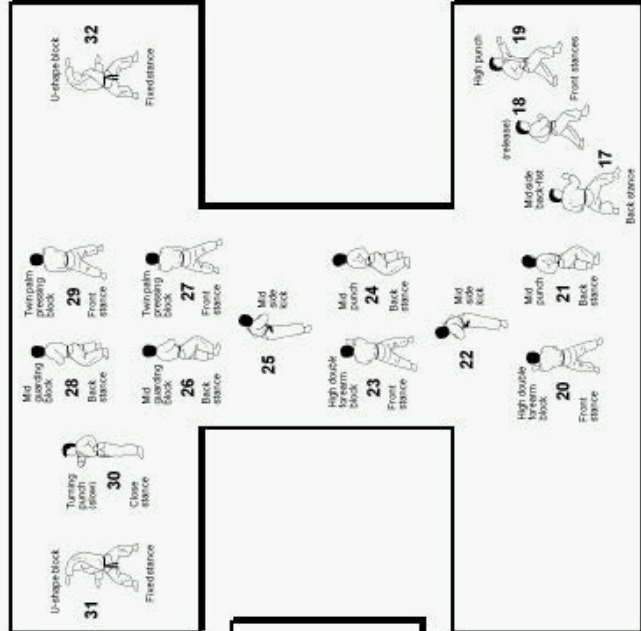 U-shape block
31
Fixed stance
Turning
punch
(slow)
30
Close
stance
Mid
guarding
block
28
Back
stance
Twin palm
pressing
block
29
Front
stance
U-shape block
32
Fixed stance
Mid
guarding
block
26
Back
stance
Twin palm
pressing
block
27
Front
stance
25
Mid
side
kick
High double
forearm
block
23
Front
stance
Mid
punch
24
Back
stance
22
Mid
side
kick
High double
forearm
block
20
Front
stance
Mid
punch
21
Back
stance
Mid side
back-fist
17
Back stance
(release)
18
High punch
19
Front stances